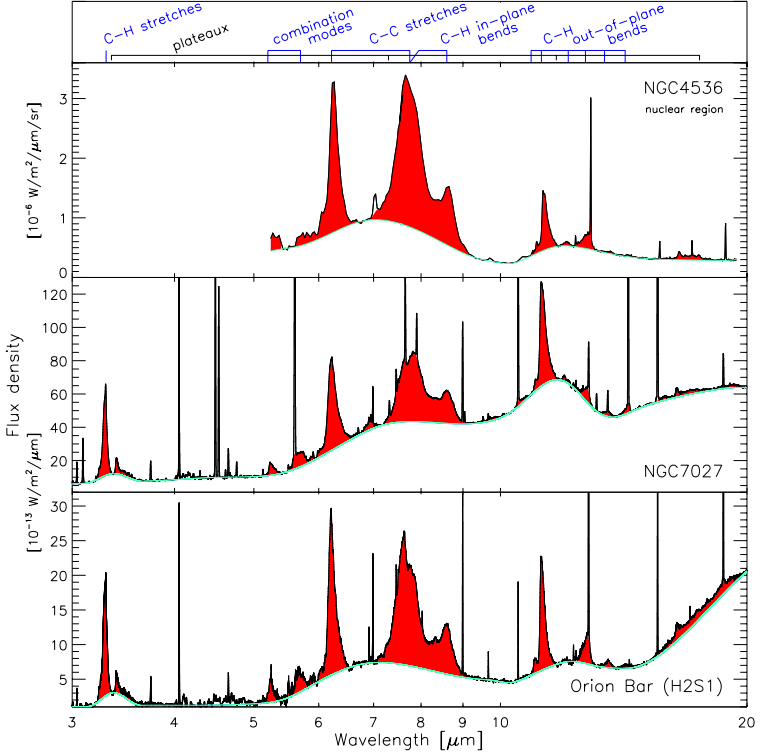 C-H stretches
plateaux
combination
modes
C-C stretches
C-H in-plane
bends
C-H out-of-plane
bends
NGC4536
nuclear region
3
2
1
0
[10⁻⁶ W/m²/μm/sr]
120
100
80
60
40
20
NGC7027
Flux density
[10⁻¹³ W/m²/μm]
30
25
20
15
10
5
Orion Bar (H2S1)
3 4 5 6 7 8 9 10 20
Wavelength [μm]